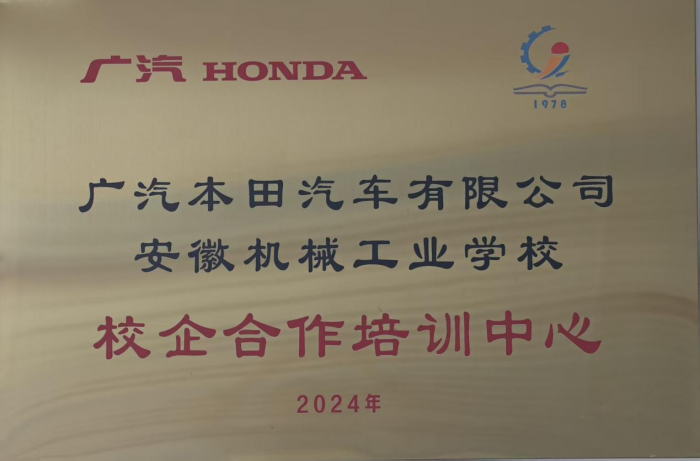 广汽 HONDA
1978
广汽本田汽车有限公司
安徽机械工业学校
校企合作培训中心
2024年